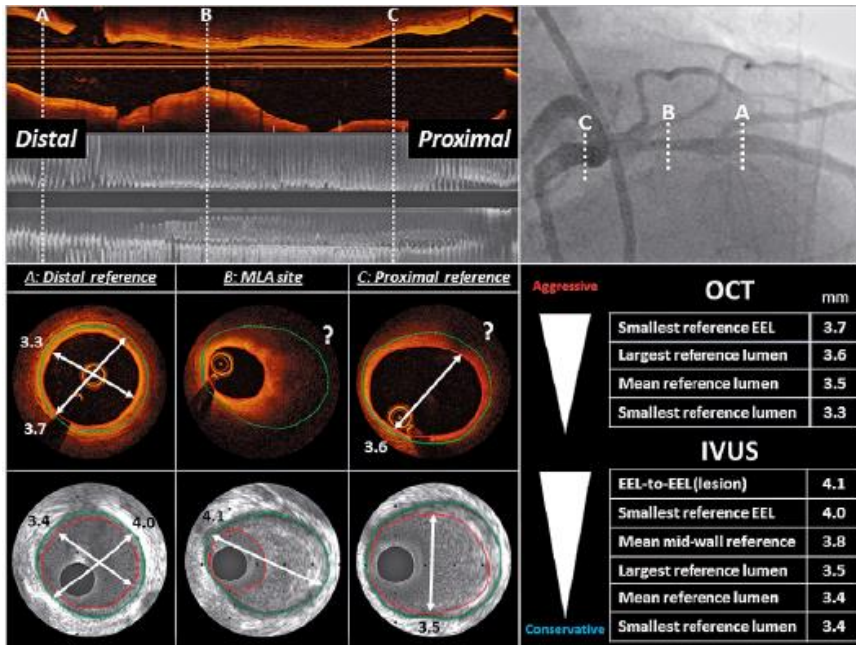 A
B
C
Distal
Proximal
C
B
A
A: Distal reference
B: MLA site
C: Proximal reference
3.3
3.7
?
?
3.6
3.4
4.0
4.1
3.5
Aggressive
OCT
mm
Smallest reference EEL 3.7
Largest reference lumen 3.6
Mean reference lumen 3.5
Smallest reference lumen 3.3
IVUS
EEL-to-EEL(lesion) 4.1
Smallest reference EEL 4.0
Mean mid-wall reference 3.8
Largest reference lumen 3.5
Mean reference lumen 3.4
Smallest reference lumen 3.4
Conservative